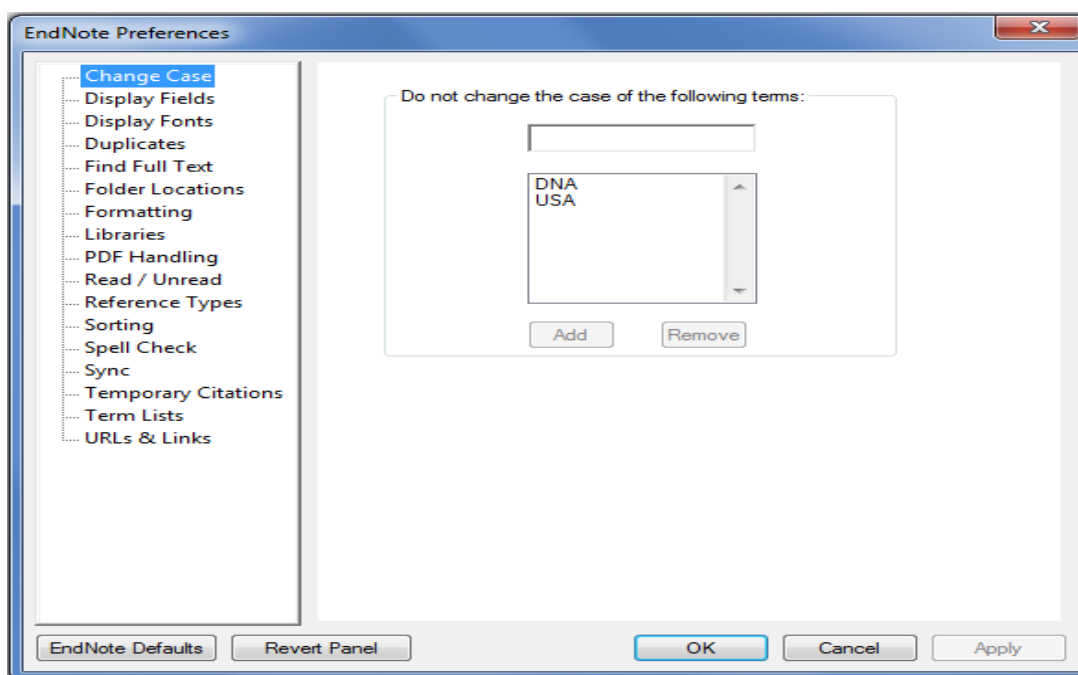 EndNote Preferences
Change Case
Display Fields
Display Fonts
Duplicates
Find Full Text
Folder Locations
Formatting
Libraries
PDF Handling
Read / Unread
Reference Types
Sorting
Spell Check
Sync
Temporary Citations
Term Lists
URLs & Links
Do not change the case of the following terms:
DNA
USA
Add Remove
EndNote Defaults Revert Panel OK Cancel Apply